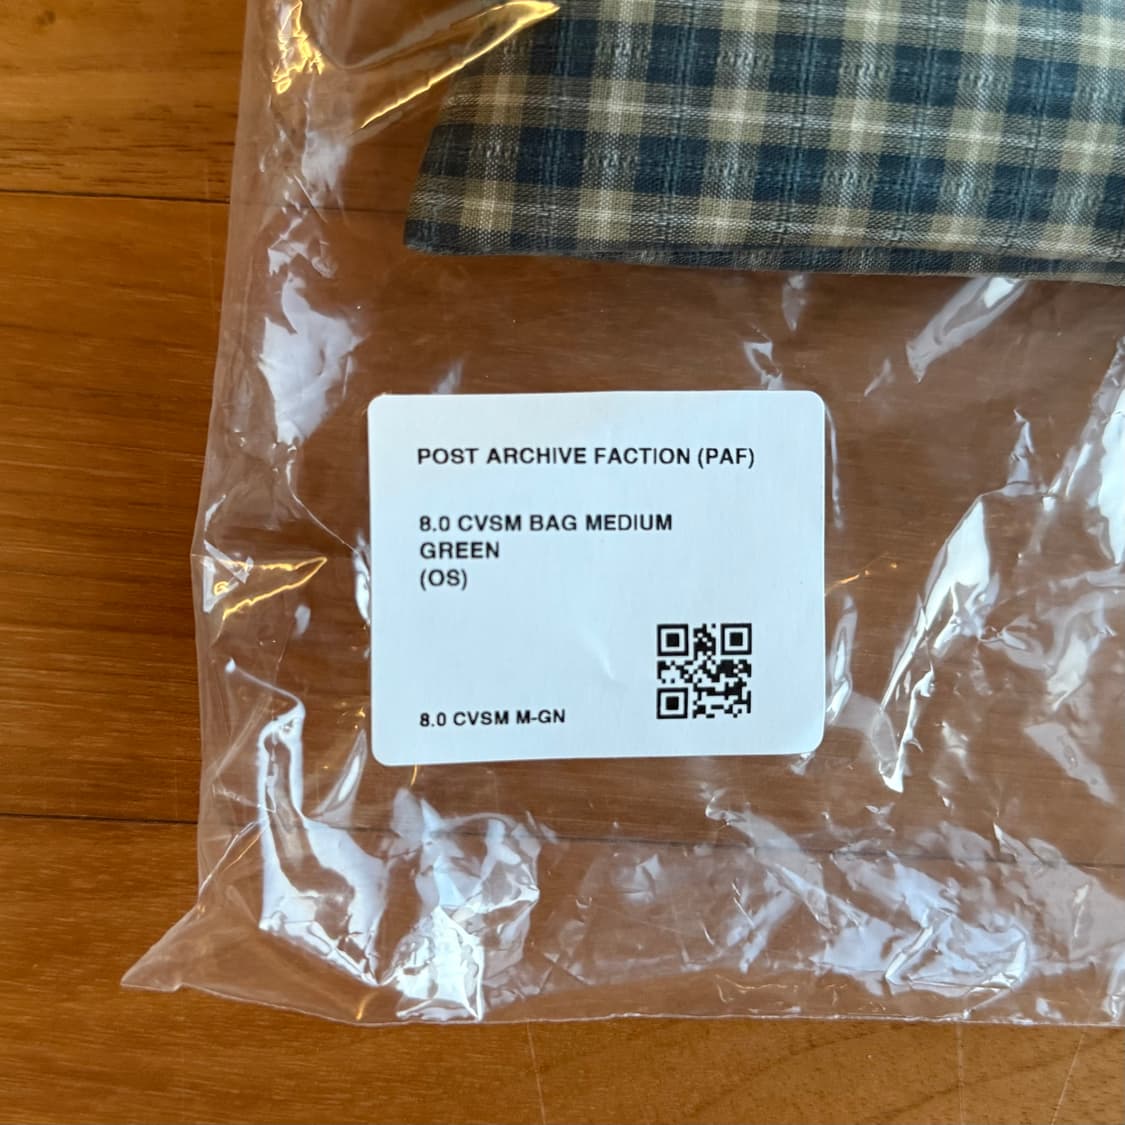 POST ARCHIVE FACTION (PAF)
8.0 CVSM BAG MEDIUM
GREEN
(OS)
8.0 CVSM M-GN